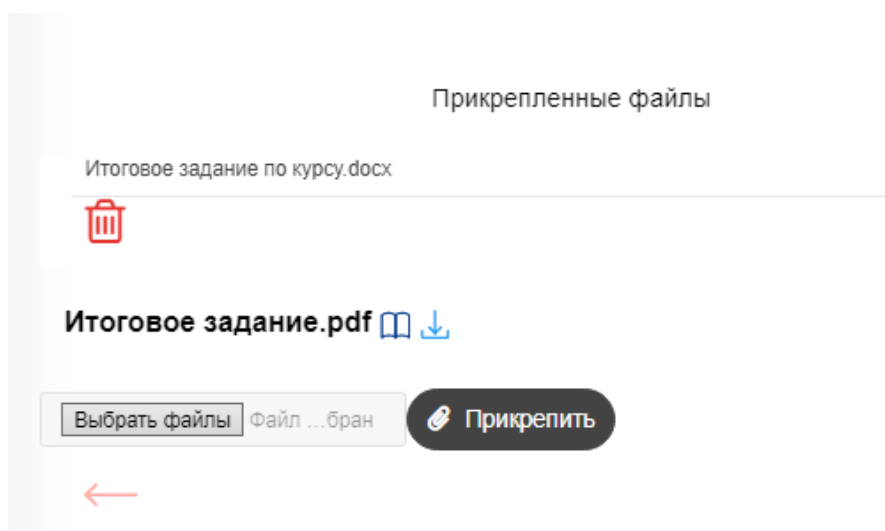 Прикрепленные файлы
Итоговое задание по курсу.docx
Итоговое задание.pdf
Выбрать файлы Файл ...бран Прикрепить